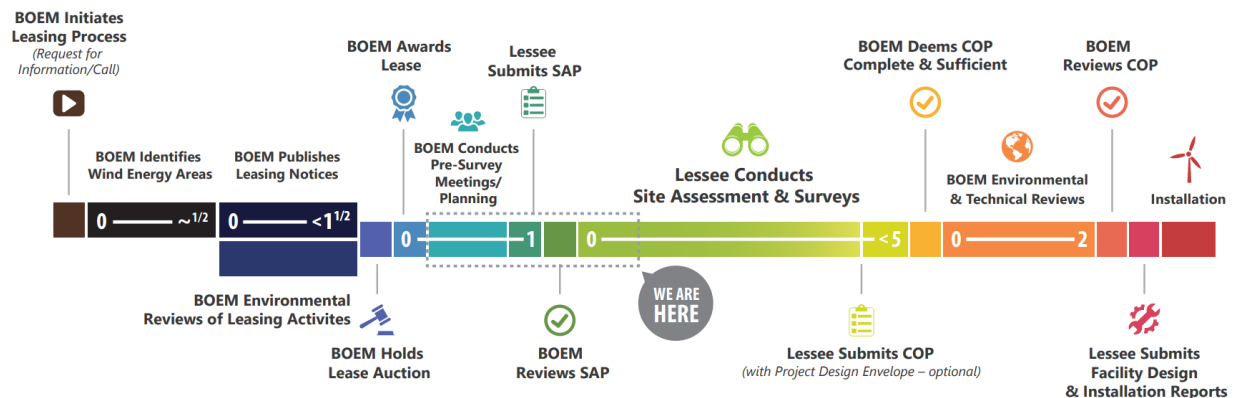 BOEM Initiates
Leasing Process
(Request for
Information/Call)
BOEM Identifies
Wind Energy Areas
BOEM Publishes
Leasing Notices
BOEM Awards
Lease
BOEM Conducts
Pre-Survey
Meetings/
Planning
Lessee
Submits SAP
Lessee Conducts
Site Assessment & Surveys
BOEM Deems COP
Complete & Sufficient
BOEM Environmental
& Technical Reviews
BOEM
Reviews COP
Installation
0 ~1/2
0 <1 1/2
0 1
0 <5
0 2
BOEM Environmental
Reviews of Leasing Activites
BOEM Holds
Lease Auction
BOEM
Reviews SAP
WE ARE
HERE
Lessee Submits COP
(with Project Design Envelope – optional)
Lessee Submits
Facility Design
& Installation Reports